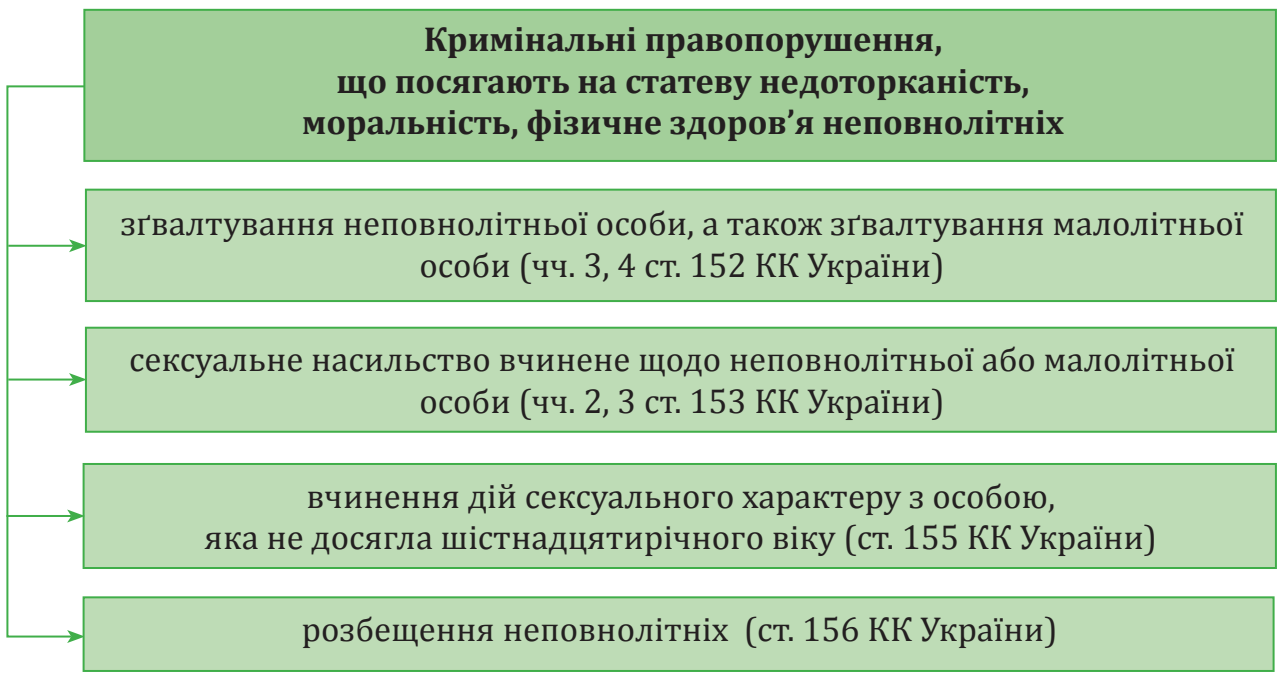 Кримінальні правопорушення,
що посягають на статеву недоторканість,
моральність, фізичне здоров’я неповнолітніх
зґвалтування неповнолітньої особи, а також зґвалтування малолітньої
особи (чч. 3, 4 ст. 152 КК України)
сексуальне насильство вчинене щодо неповнолітньої або малолітньої
особи (чч. 2, 3 ст. 153 КК України)
вчинення дій сексуального характеру з особою,
яка не досягла шістнадцятирічного віку (ст. 155 КК України)
розбещення неповнолітніх (ст. 156 КК України)